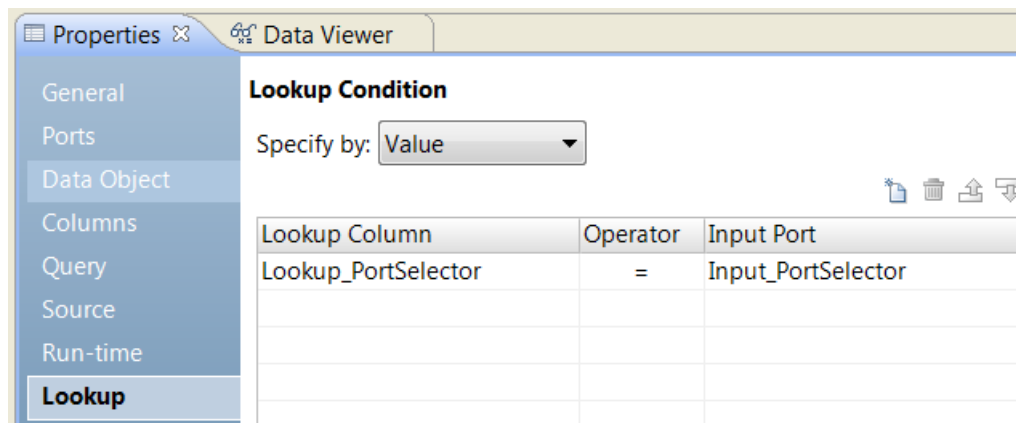 Properties Data Viewer
General
Ports
Data Object
Columns
Query
Source
Run-time
Lookup
Lookup Condition
Specify by: Value
Lookup Column Operator Input Port
Lookup_PortSelector = Input_PortSelector